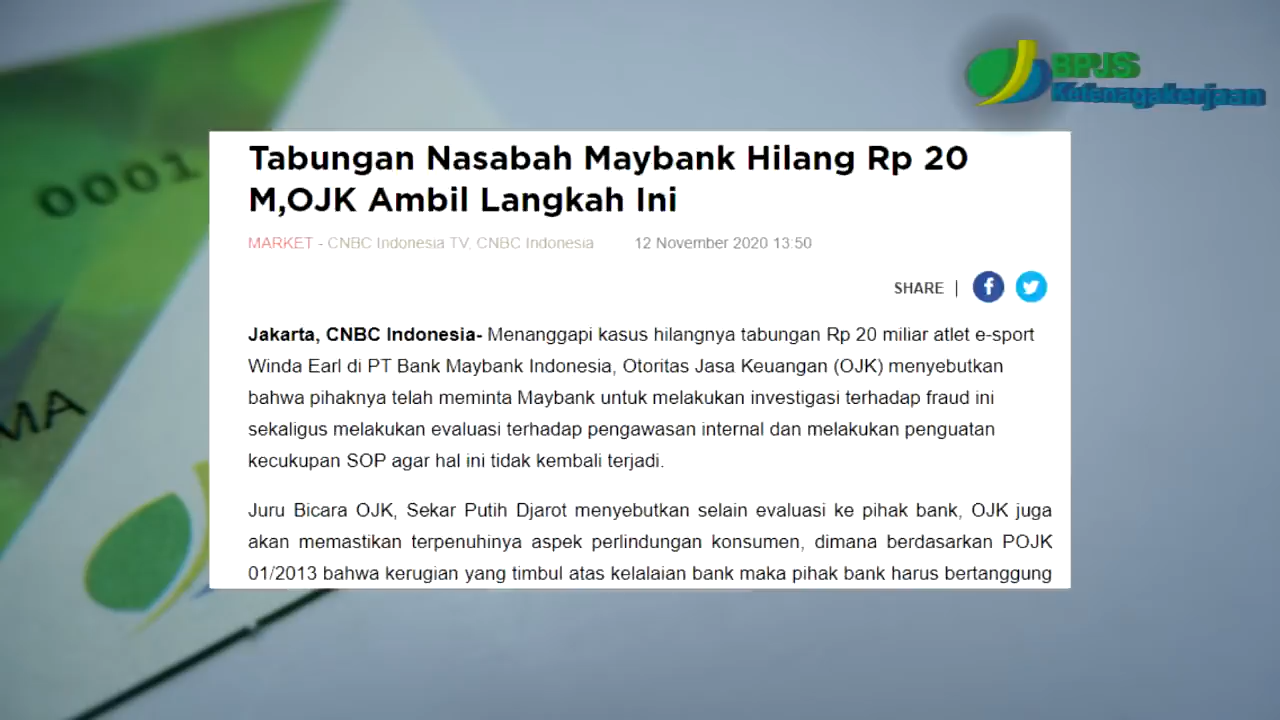 BPJS
Ketenagakerjaan
0001
MA
Tabungan Nasabah Maybank Hilang Rp 20
M,OJK Ambil Langkah Ini
MARKET - CNBC Indonesia TV, CNBC Indonesia 12 November 2020 13:50
SHARE |
Jakarta, CNBC Indonesia- Menanggapi kasus hilangnya tabungan Rp 20 miliar atlet e-sport
Winda Earl di PT Bank Maybank Indonesia, Otoritas Jasa Keuangan (OJK) menyebutkan
bahwa pihaknya telah meminta Maybank untuk melakukan investigasi terhadap fraud ini
sekaligus melakukan evaluasi terhadap pengawasan internal dan melakukan penguatan
kecukupan SOP agar hal ini tidak kembali terjadi.
Juru Bicara OJK, Sekar Putih Djarot menyebutkan selain evaluasi ke pihak bank, OJK juga
akan memastikan terpenuhinya aspek perlindungan konsumen, dimana berdasarkan POJK
01/2013 bahwa kerugian yang timbul atas kelalaian bank maka pihak bank harus bertanggung